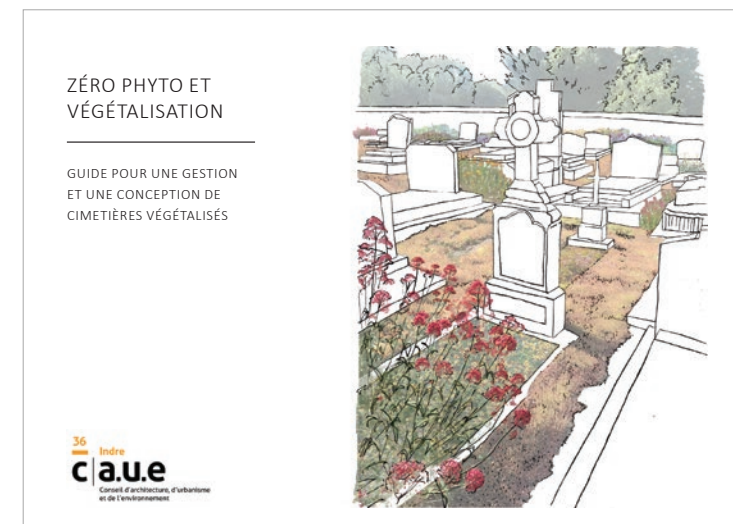 ZÉRO PHYTO ET
VÉGÉTALISATION
GUIDE POUR UNE GESTION
ET UNE CONCEPTION DE
CIMETIÈRES VÉGÉTALISÉS
36
Indre
c|a.u.e
Conseil d'architecture, d'urbanisme
et de l'environnement